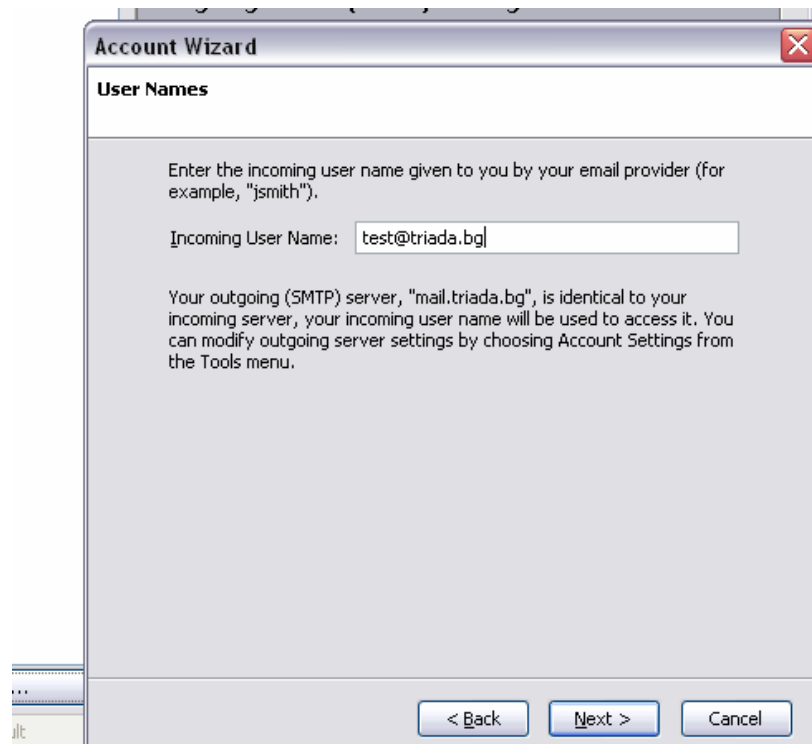 Account Wizard
User Names
Enter the incoming user name given to you by your email provider (for
example, "jsmith").
Incoming User Name: test@triada.bg
Your outgoing (SMTP) server, "mail.triada.bg", is identical to your
incoming server, your incoming user name will be used to access it. You
can modify outgoing server settings by choosing Account Settings from
the Tools menu.
...
< Back Next > Cancel